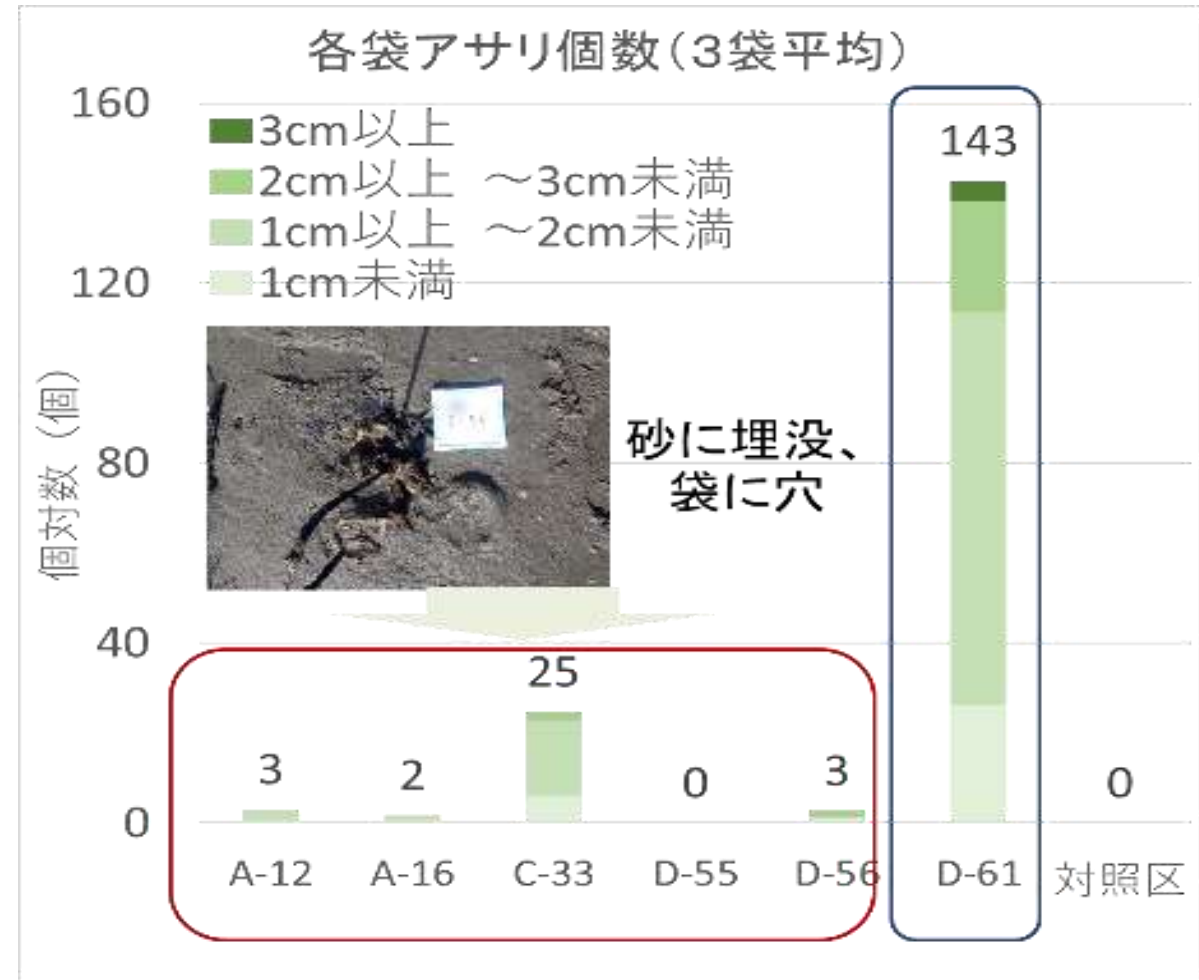 各袋アサリ個数(3袋平均)
160
120
80
40
0
個対数 (個)
3cm以上
2cm以上 ～3cm未満
1cm以上 ～2cm未満
1cm未満
砂に埋没、
袋に穴
3
2
25
0
3
143
0
A-12
A-16
C-33
D-55
D-56
D-61
対照区